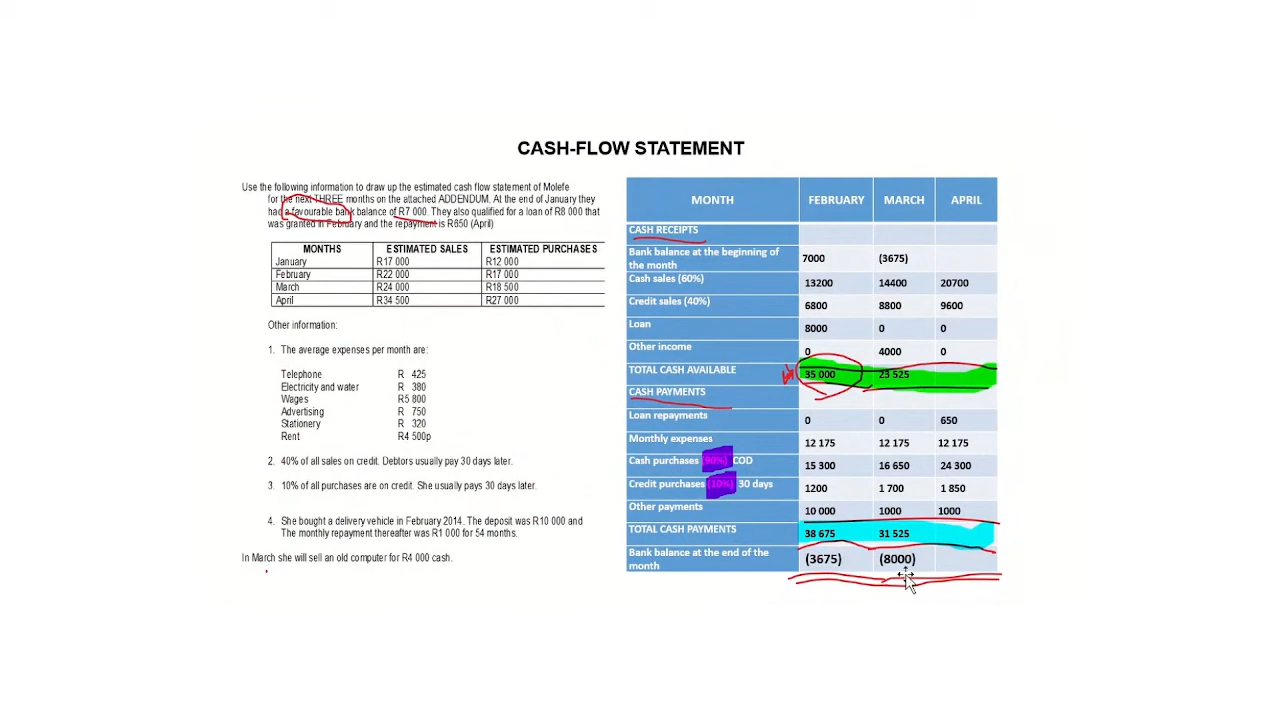 CASH-FLOW STATEMENT
Use the following information to draw up the estimated cash flow statement of Molefe
for the next THREE months on the attached ADDENDUM. At the end of January they
had a favourable bank balance of R7 000. They also qualified for a loan of R8 000 that
was granted in February and the repayment is R650 (April)
MONTHS ESTIMATED SALES ESTIMATED PURCHASES
January R17 000 R12 000
February R22 000 R17 000
March R24 000 R18 500
April R34 500 R27 000
Other information:
1. The average expenses per month are:
Telephone R 425
Electricity and water R 380
Wages R5 800
Advertising R 750
Stationery R 320
Rent R4 500p
2. 40% of all sales on credit. Debtors usually pay 30 days later.
3. 10% of all purchases are on credit. She usually pays 30 days later.
4. She bought a delivery vehicle in February 2014. The deposit was R10 000 and
The monthly repayment thereafter was R1 000 for 54 months.
In March she will sell an old computer for R4 000 cash.
MONTH FEBRUARY MARCH APRIL
CASH RECEIPTS
Bank balance at the beginning of
the month 7000 (3675)
Cash sales (60%) 13200 14400 20700
Credit sales (40%) 6800 8800 9600
Loan 8000 0 0
Other income 0 4000 0
TOTAL CASH AVAILABLE 35 000 23 525
CASH PAYMENTS
Loan repayments 0 0 650
Monthly expenses 12 175 12 175 12 175
Cash purchases (90%) COD 15 300 16 650 24 300
Credit purchases (10%) 30 days 1200 1 700 1 850
Other payments 10 000 1000 1000
TOTAL CASH PAYMENTS 38 675 31 525
Bank balance at the end of the
month (3675) (8000)